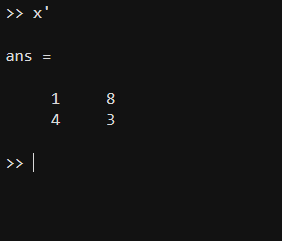 >> x'
ans =
1 8
4 3
>>